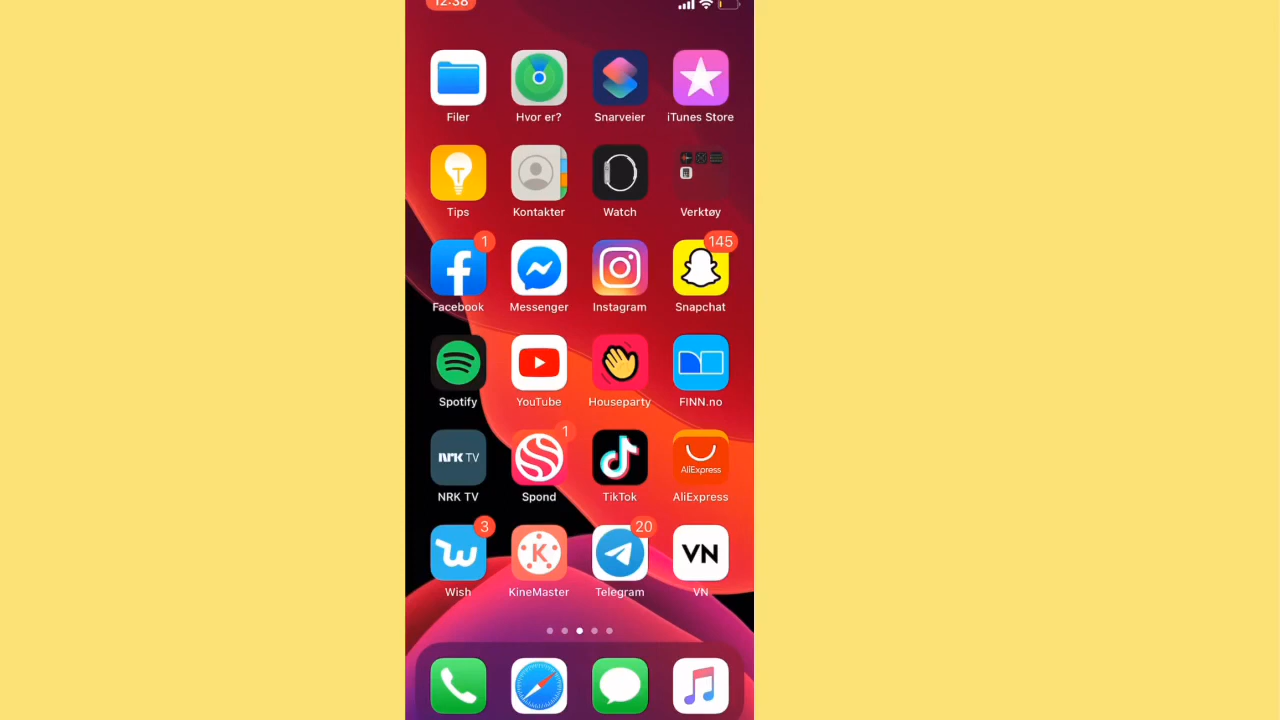 12:38
Filer Hvor er? Snarveier iTunes Store
T
Tips Kontakter Watch Verktøy
1 145
Facebook Messenger Instagram Snapchat
Spotify YouTube Houseparty FINN.no
1
NRK TV AliExpress
NRK TV Spond TikTok AliExpress
3 20
K VN
Wish KineMaster Telegram VN